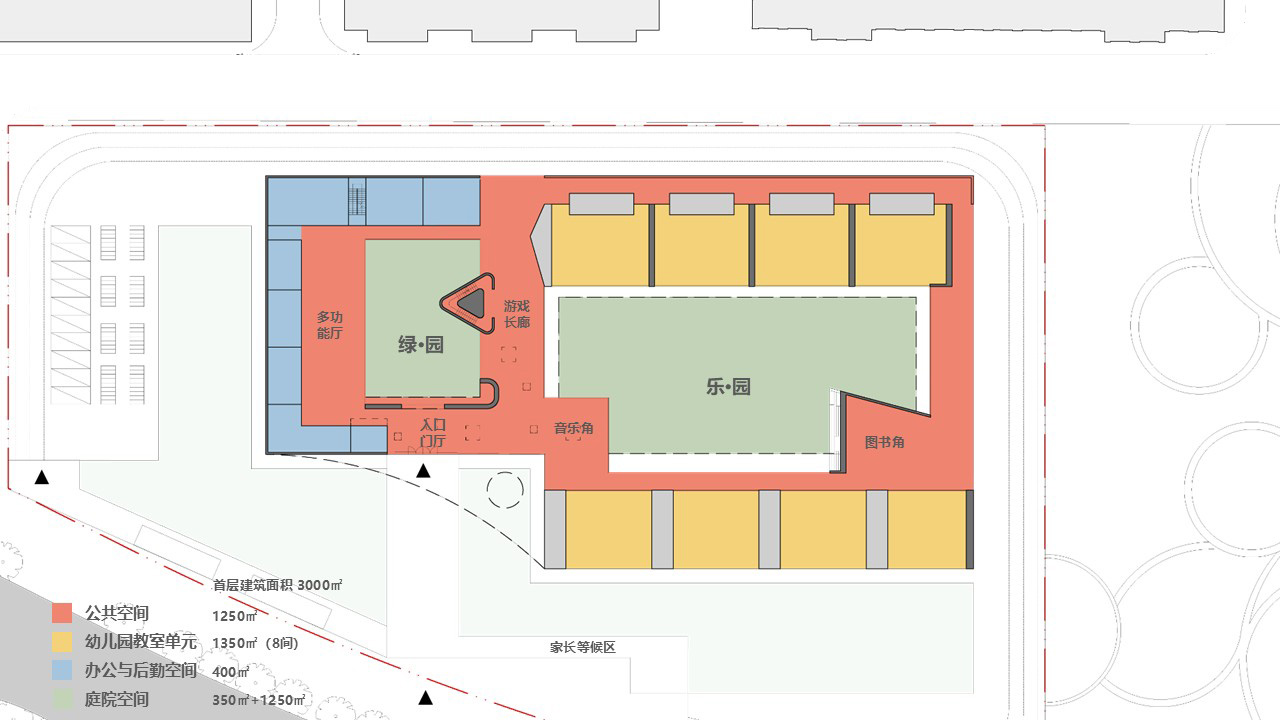 多功
能厅
绿·园
游戏
长廊
乐·园
入口
门厅
音乐角
图书角
首层建筑面积 3000㎡
公共空间 1250㎡
幼儿园教室单元 1350㎡ (8间)
办公与后勤空间 400㎡
庭院空间 350㎡+1250㎡
家长等候区